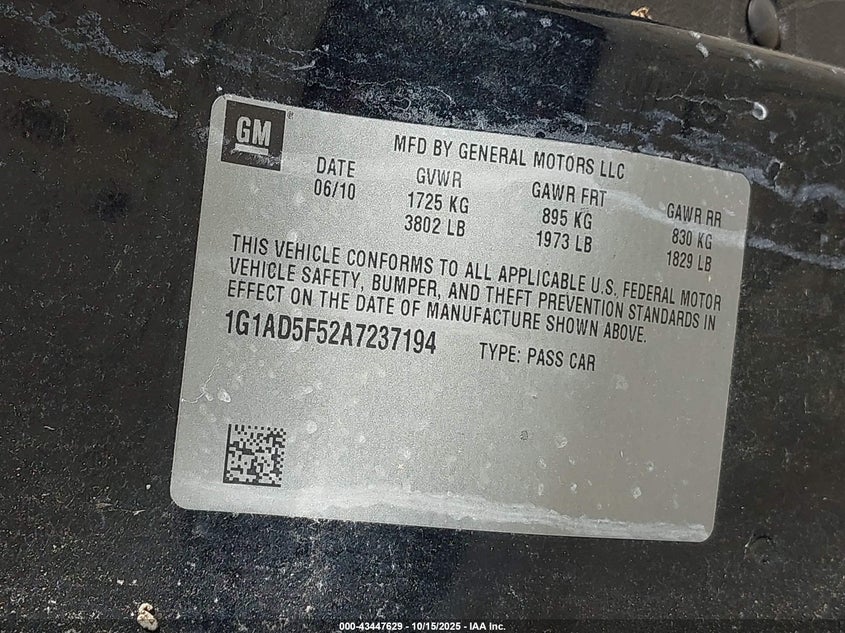 GM
MFD BY GENERAL MOTORS LLC
DATE GVWR GAWR FRT GAWR RR
06/10 1725 KG 895 KG 830 KG
3802 LB 1973 LB 1829 LB
THIS VEHICLE CONFORMS TO ALL APPLICABLE U.S. FEDERAL MOTOR
VEHICLE SAFETY, BUMPER, AND THEFT PREVENTION STANDARDS IN
EFFECT ON THE DATE OF MANUFACTURE SHOWN ABOVE.
1G1AD5F52A7237194 TYPE: PASS CAR
000-43447629 - 10/15/2025 - IAA Inc.